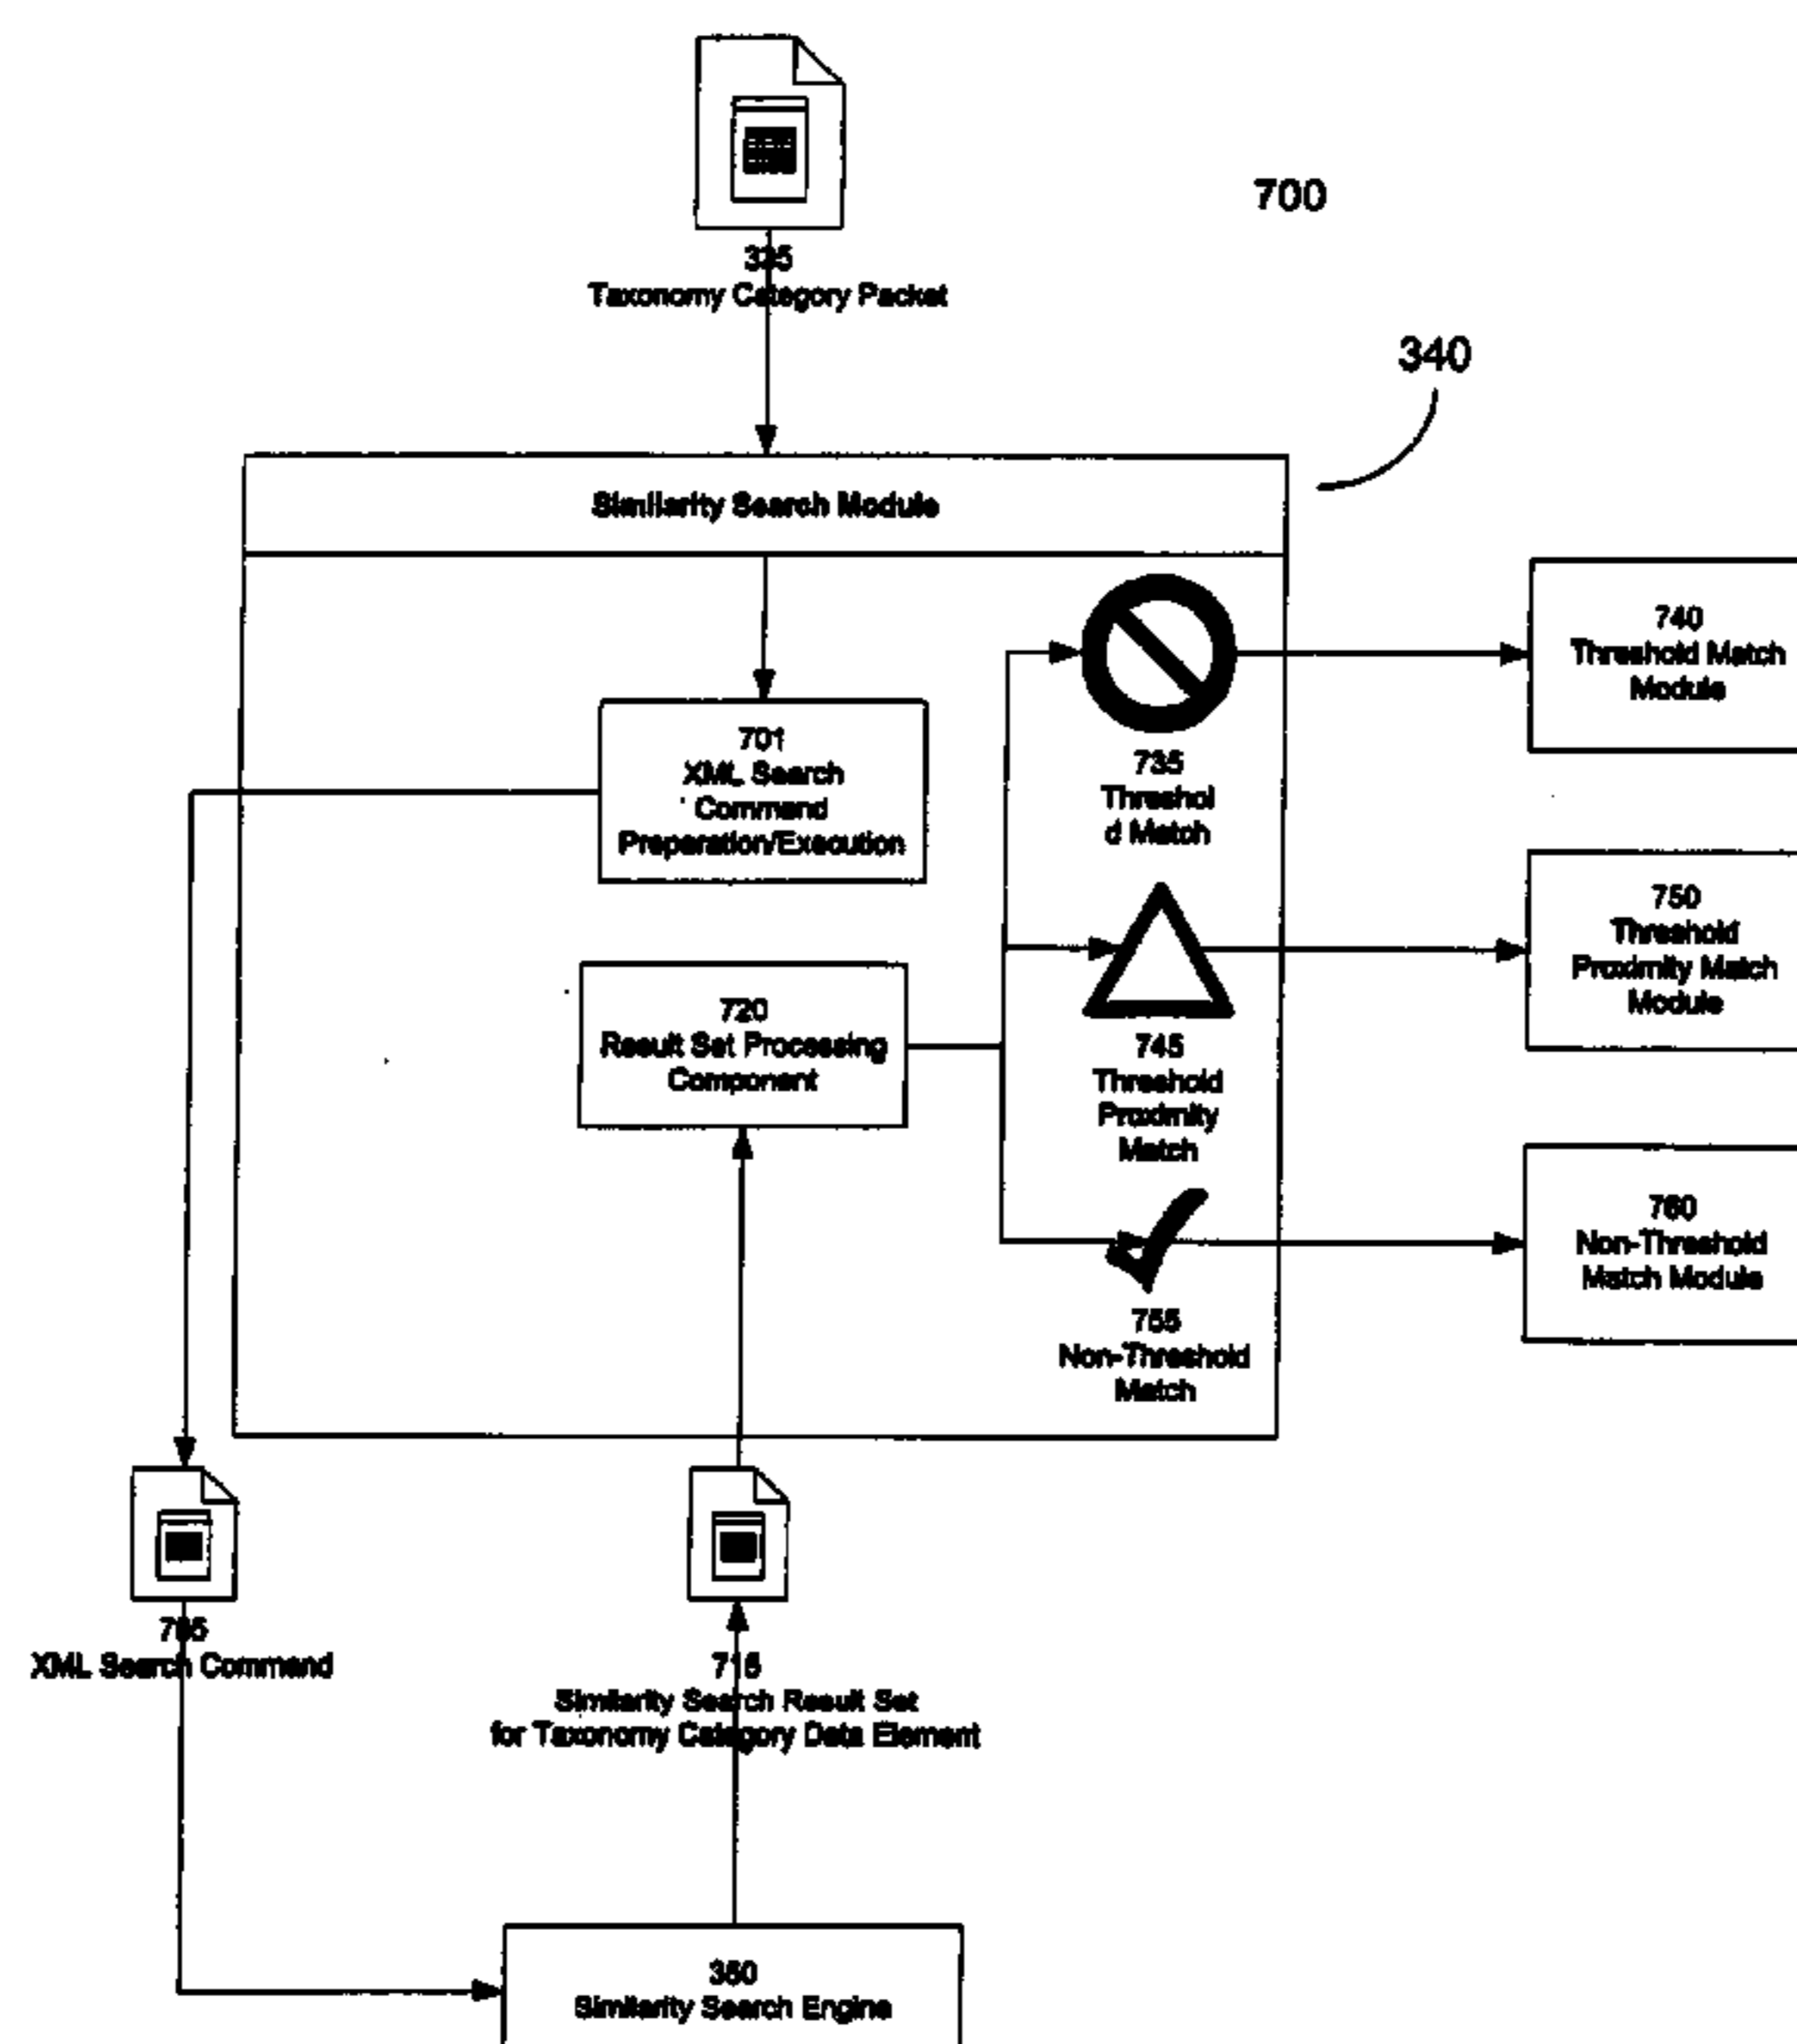 700
Taxonomy Category Packet
340
Similarity Search Module
701
XML Search
Command
Preparation/Execution
735
Threshol
d Match
740
Threshold Match
Module
720
Result Set Processing
Component
745
Threshold
Proximity
Match
750
Threshold
Proximity Match
Module
755
Non-Threshold
Match
760
Non-Threshold
Match Module
705
XML Search Command
715
Similarity Search Result Set
for Taxonomy Category Data Element
350
Similarity Search Engine